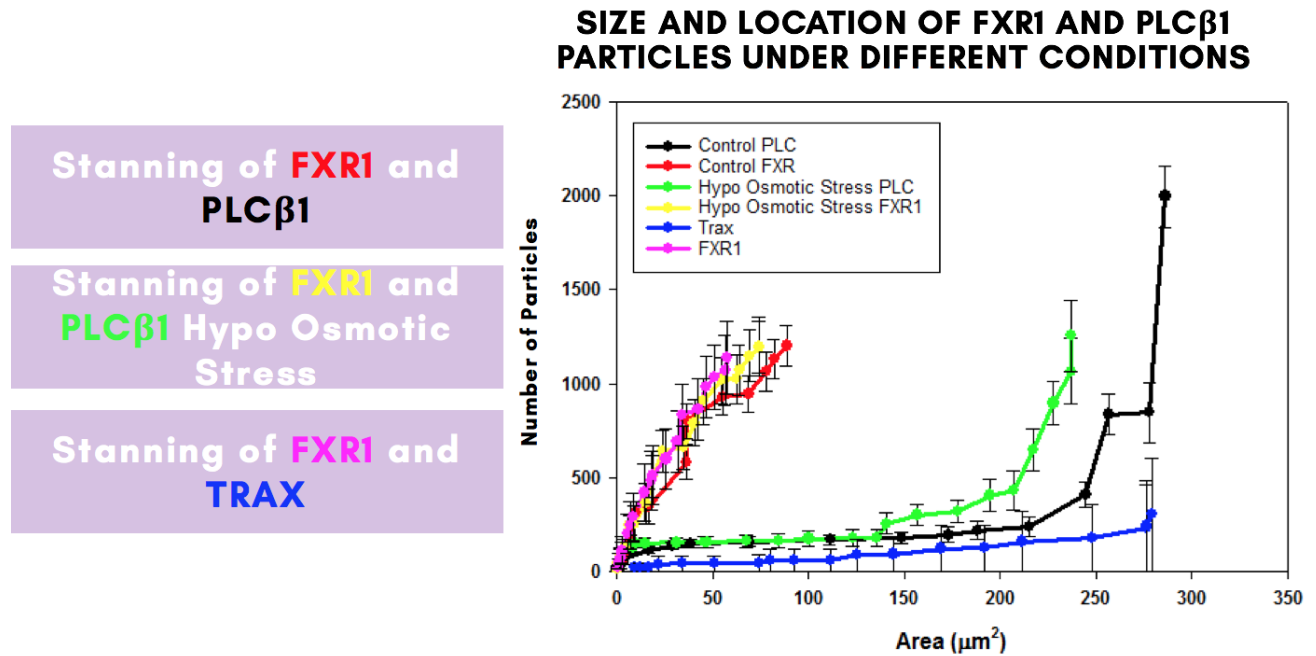 SIZE AND LOCATION OF FXR1 AND PLCβ1
PARTICLES UNDER DIFFERENT CONDITIONS
Stanning of FXR1 and
PLCβ1
Stanning of FXR1 and
PLCβ1 Hypo Osmotic
Stress
Stanning of FXR1 and
TRAX
Number of Particles
2500
2000
1500
1000
500
0
Control PLC
Control FXR
Hypo Osmotic Stress PLC
Hypo Osmotic Stress FXR1
Trax
FXR1
0 50 100 150 200 250 300 350
Area (μm²)